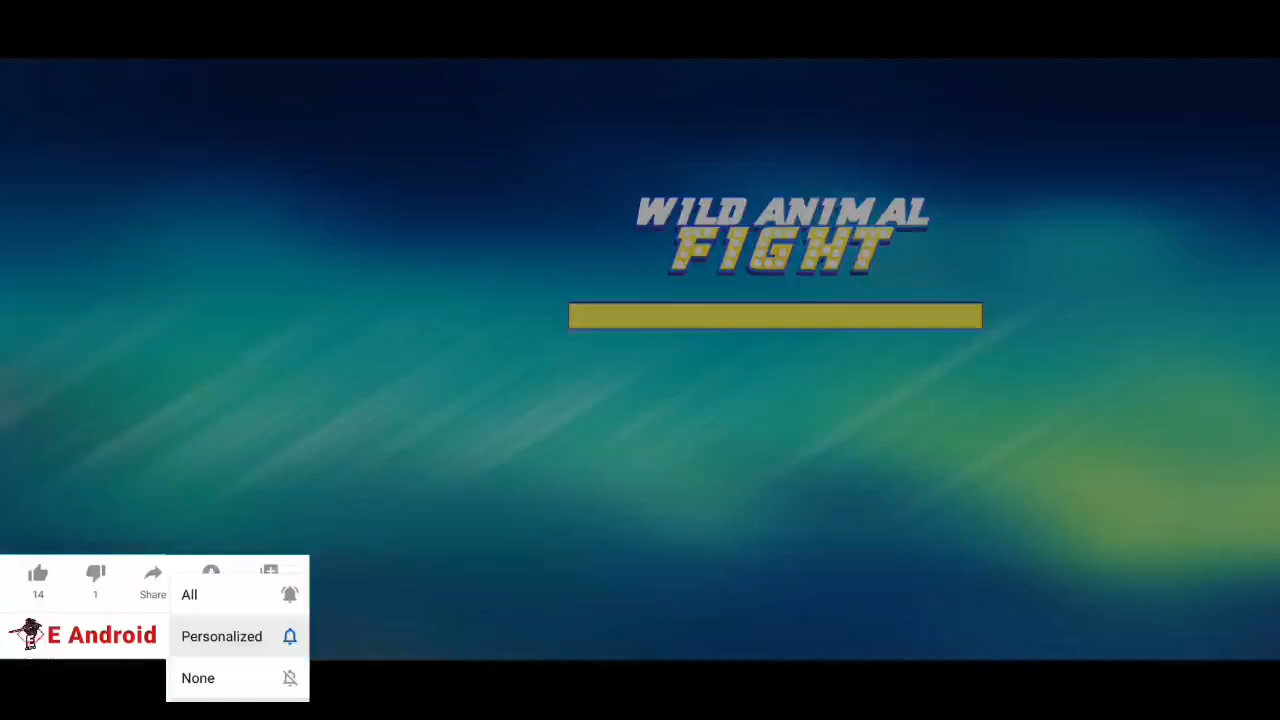 WILD ANIMAL
FIGHT
14
1
Share
All
E Android
Personalized
None